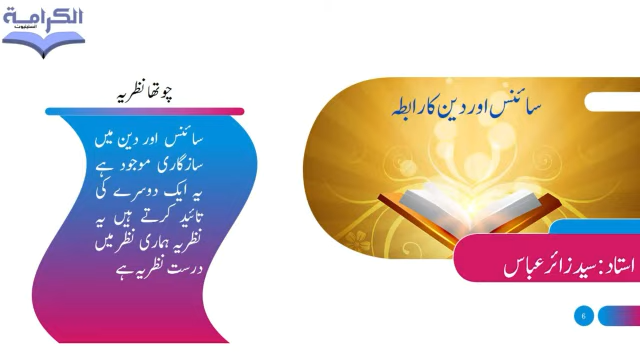 الکرامة
انسٹیٹیوٹ
سائنس اور دین کا رابطہ
چوتھا نظریہ
سائنس اور دین میں
سازگاری موجود ہے
یہ ایک دوسرے کی
تائید کرتے ہیں یہ
نظریہ ہماری نظر میں
درست نظریہ ہے
استاد: سید زائر عباس
6